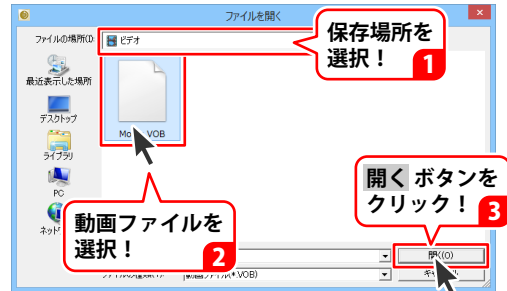 ファイルを開く
ファイルの場所(I):
ビデオ
保存場所を
選択！
1
最近表示した場所
デスクトップ
ライブラリ
PC
動画ファイルを
選択！
2
開く ボタンを
クリック！
3
開く(O)
動画ファイル(*.VOB)